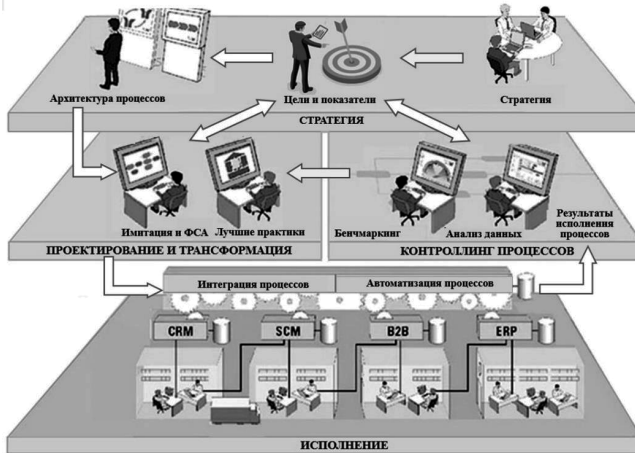 Архитектура процессов
Цели и показатели
Стратегия
СТРАТЕГИЯ
Имитация и ФСА
Лучшие практики
Бенчмаркинг
Анализ данных
Результаты
исполнения
процессов
ПРОЕКТИРОВАНИЕ И ТРАНСФОРМАЦИЯ
КОНТРОЛЛИНГ ПРОЦЕССОВ
Интеграция процессов
Автоматизация процессов
CRM
SCM
B2B
ERP
ИСПОЛНЕНИЕ